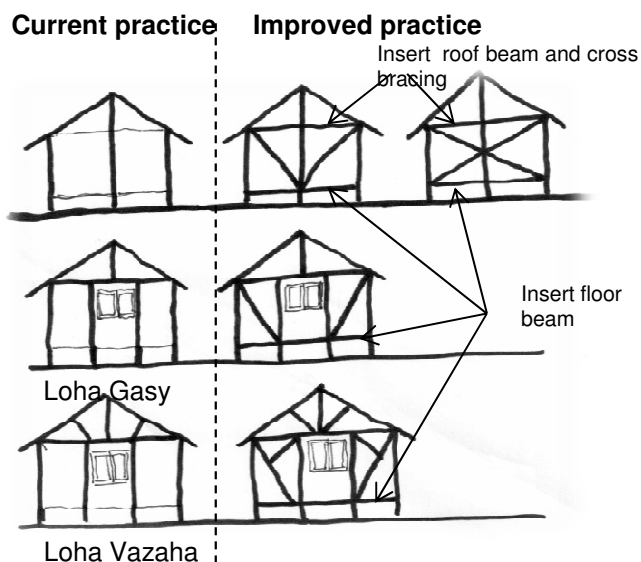 Current practice
Improved practice
Insert roof beam and cross
bracing
Insert floor
beam
Loha Gasy
Loha Vazaha